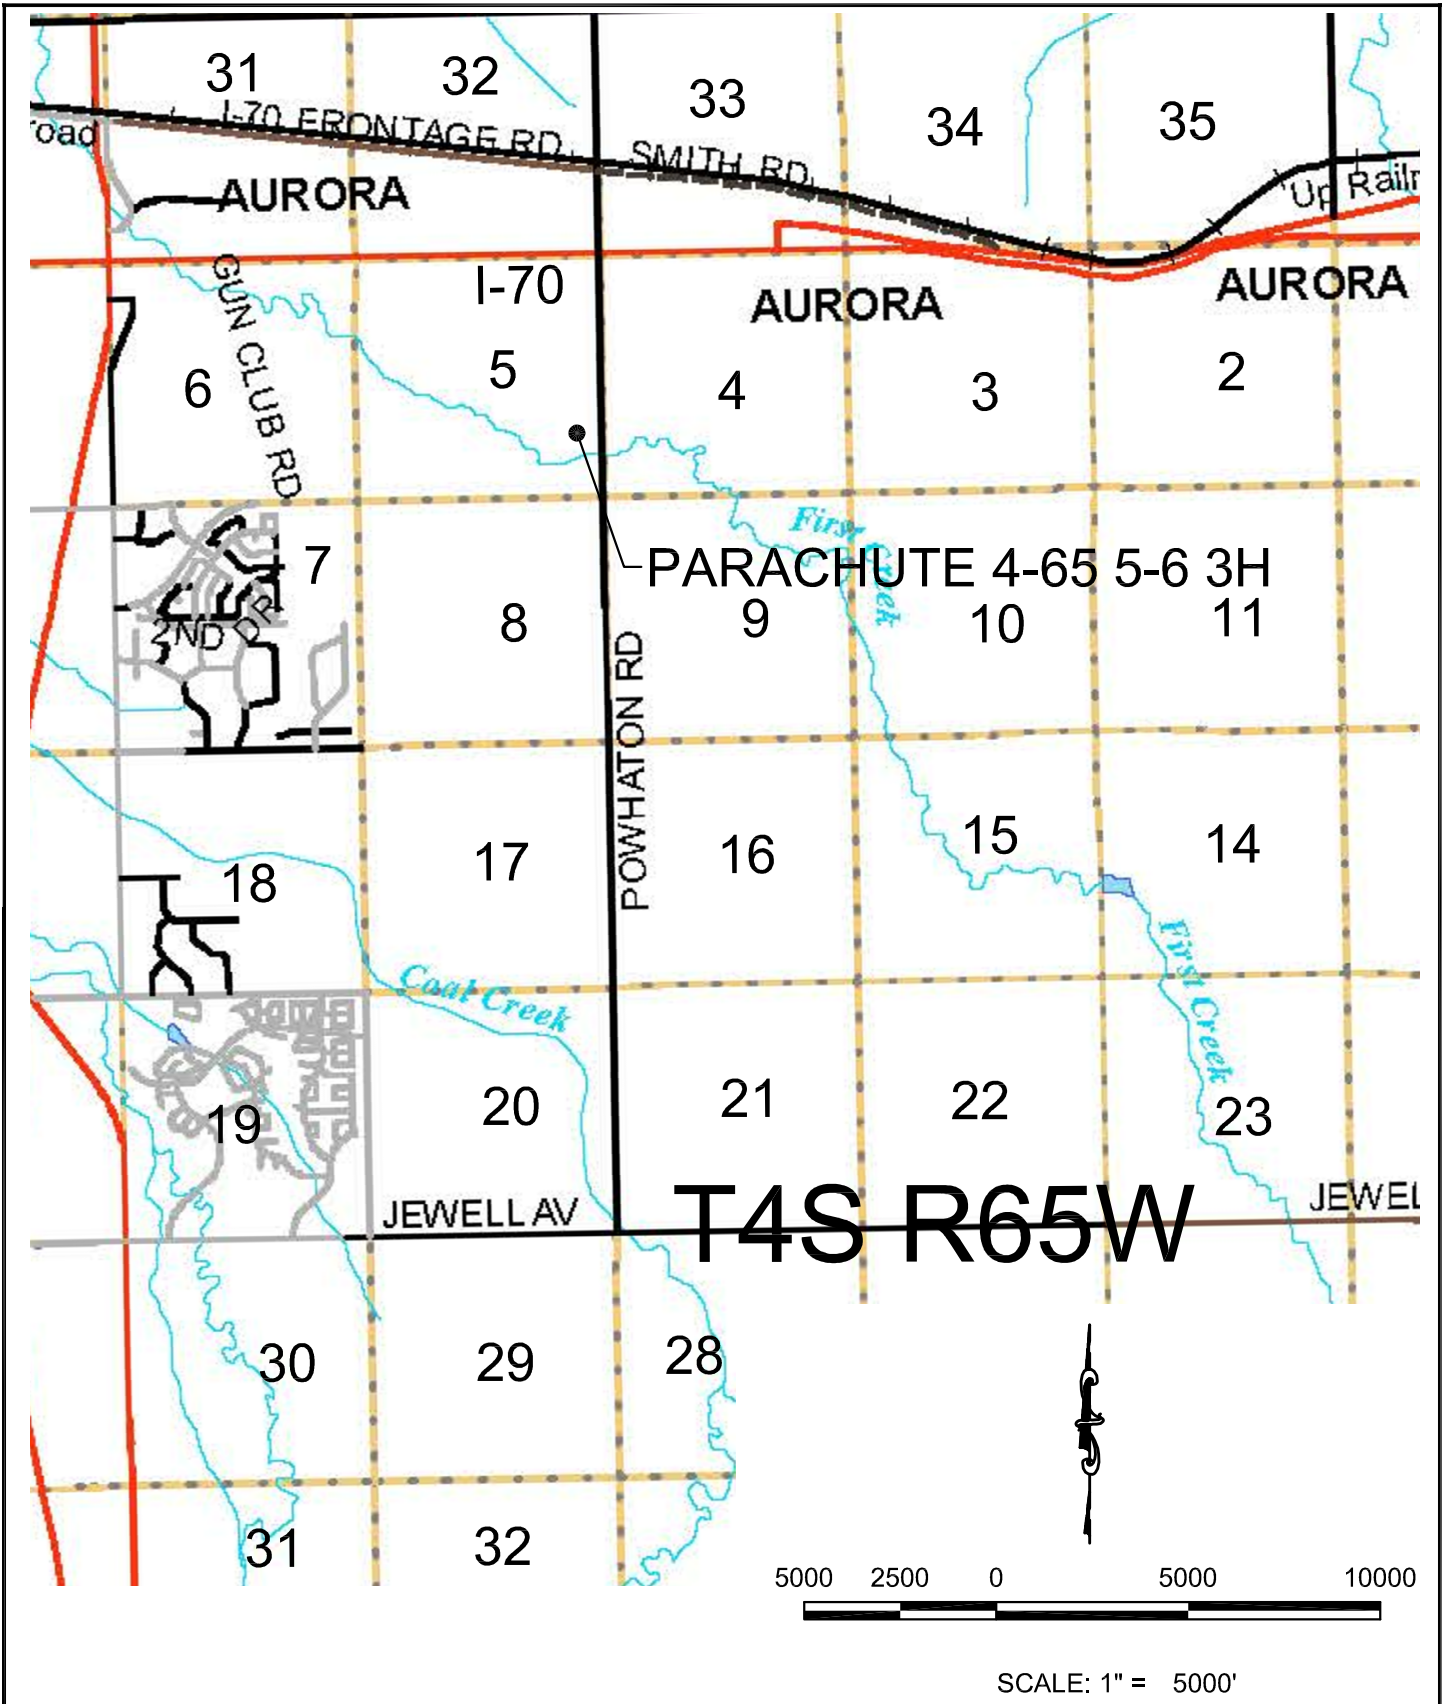 31
32
33
34
35
I-70 FRONTAGE RD
SMITH RD
road
Up Railr
AURORA
GUN CLUB RD
I-70
AURORA
AURORA
6
5
4
3
2
First Creek
PARACHUTE 4-65 5-6 3H
7
8
9
10
11
2ND DR
POWHATON RD
18
17
16
15
14
Coal Creek
First Creek
19
20
21
22
23
JEWELL AV
T4S R65W
JEWEL
30
29
28
31
32
5000 2500 0 5000 10000
SCALE: 1" = 5000'